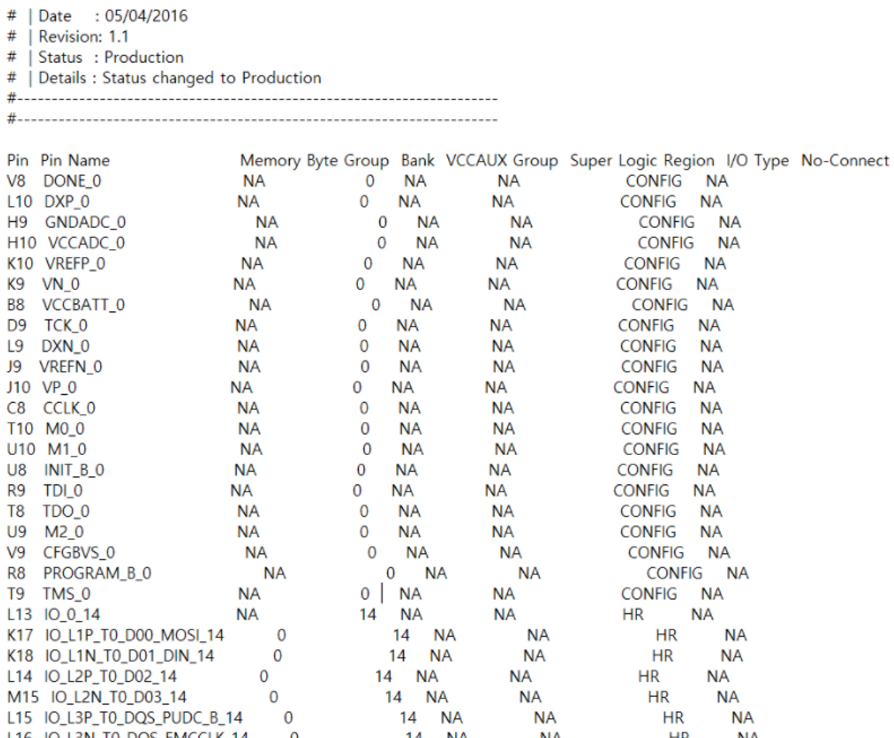 # | Date : 05/04/2016
# | Revision: 1.1
# | Status : Production
# | Details : Status changed to Production
#----------------------------------------------------------------------
#----------------------------------------------------------------------
Pin Pin Name Memory Byte Group Bank VCCAUX Group Super Logic Region I/O Type No-Connect
V8 DONE_0 NA 0 NA NA CONFIG NA
L10 DXP_0 NA 0 NA NA CONFIG NA
H9 GNDADC_0 NA 0 NA NA CONFIG NA
H10 VCCADC_0 NA 0 NA NA CONFIG NA
K10 VREFP_0 NA 0 NA NA CONFIG NA
K9 VN_0 NA 0 NA NA CONFIG NA
B8 VCCBATT_0 NA 0 NA NA CONFIG NA
D9 TCK_0 NA 0 NA NA CONFIG NA
L9 DXN_0 NA 0 NA NA CONFIG NA
J9 VREFN_0 NA 0 NA NA CONFIG NA
J10 VP_0 NA 0 NA NA CONFIG NA
C8 CCLK_0 NA 0 NA NA CONFIG NA
T10 M0_0 NA 0 NA NA CONFIG NA
U10 M1_0 NA 0 NA NA CONFIG NA
U8 INIT_B_0 NA 0 NA NA CONFIG NA
R9 TDI_0 NA 0 NA NA CONFIG NA
T8 TDO_0 NA 0 NA NA CONFIG NA
U9 M2_0 NA 0 NA NA CONFIG NA
V9 CFGBVS_0 NA 0 NA NA CONFIG NA
R8 PROGRAM_B_0 NA 0 NA NA CONFIG NA
T9 TMS_0 NA 0 NA NA CONFIG NA
L13 IO_0_14 NA 14 NA NA HR NA
K17 IO_L1P_T0_D00_MOSI_14 0 14 NA NA HR NA
K18 IO_L1N_T0_D01_DIN_14 0 14 NA NA HR NA
L14 IO_L2P_T0_D02_14 0 14 NA NA HR NA
M15 IO_L2N_T0_D03_14 0 14 NA NA HR NA
L15 IO_L3P_T0_DQS_PUDC_B_14 0 14 NA NA HR NA
L16 IO_L3N_T0_DQS_EMCCLK_14 0 14 NA NA HR NA